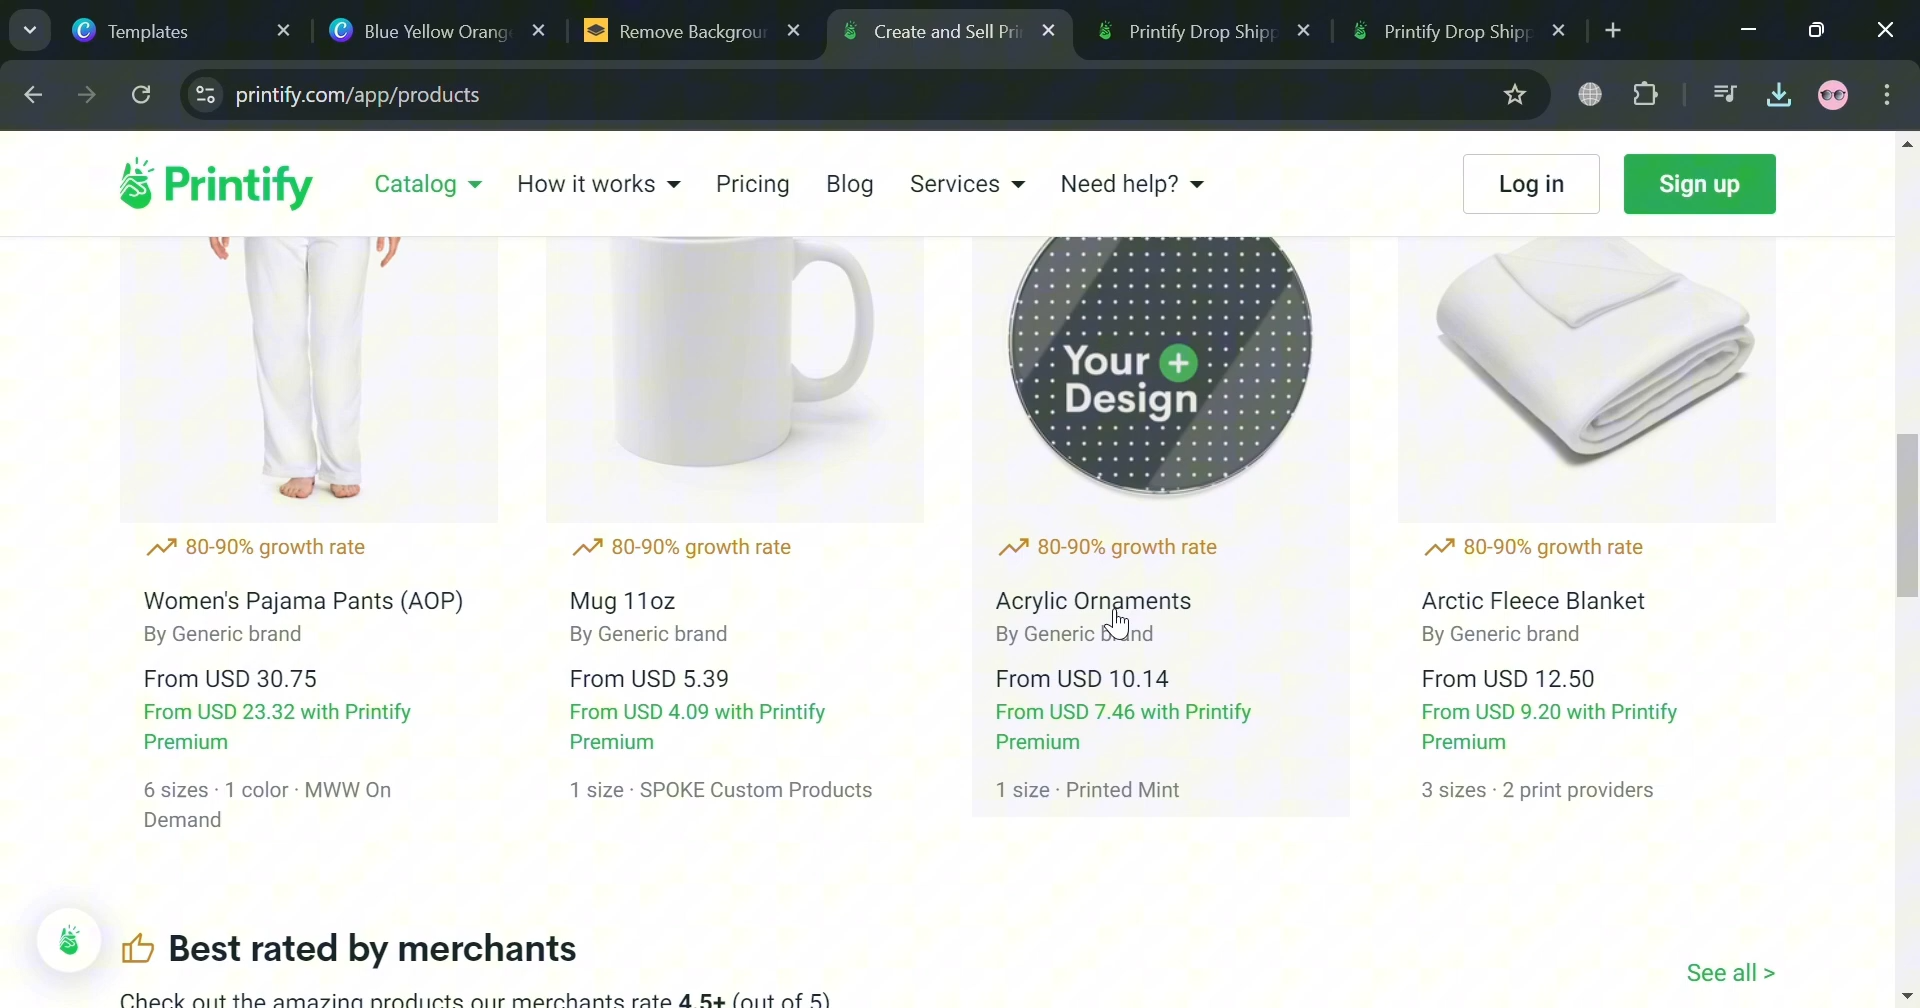 Templates
Blue Yellow Orang
Remove Backgrou
Create and Sell Pri
Printify Drop Shipp
Printify Drop Shipp
printify.com/app/products
Printify
Catalog
How it works
Pricing
Blog
Services
Need help?
Log in
Sign up
Your
Design
80-90% growth rate
80-90% growth rate
80-90% growth rate
80-90% growth rate
Women's Pajama Pants (AOP)
By Generic brand
From USD 30.75
From USD 23.32 with Printify
Premium
6 sizes · 1 color · MWW On
Demand
Mug 11oz
By Generic brand
From USD 5.39
From USD 4.09 with Printify
Premium
1 size · SPOKE Custom Products
Acrylic Ornaments
By Generic brand
From USD 10.14
From USD 7.46 with Printify
Premium
1 size · Printed Mint
Arctic Fleece Blanket
By Generic brand
From USD 12.50
From USD 9.20 with Printify
Premium
3 sizes · 2 print providers
Best rated by merchants
See all >
Check out the amazing products our merchants rate 4.5+ (out of 5)